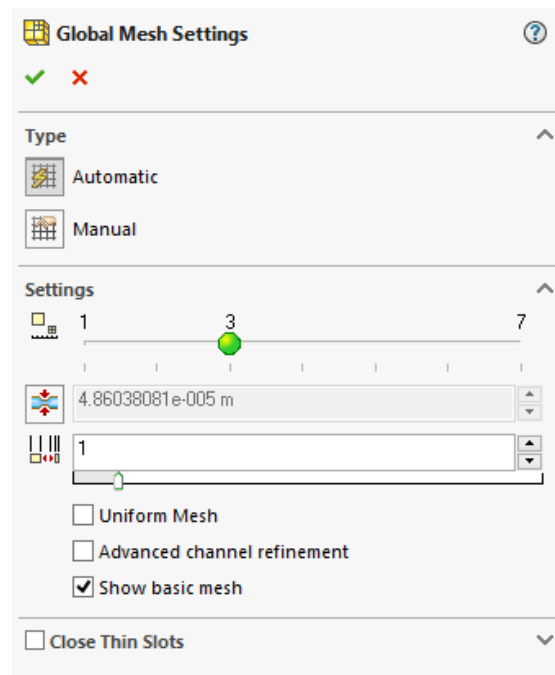 Global Mesh Settings
Type
Automatic
Manual
Settings
1 3 7
4.86038081e-005 m
1
Uniform Mesh
Advanced channel refinement
Show basic mesh
Close Thin Slots